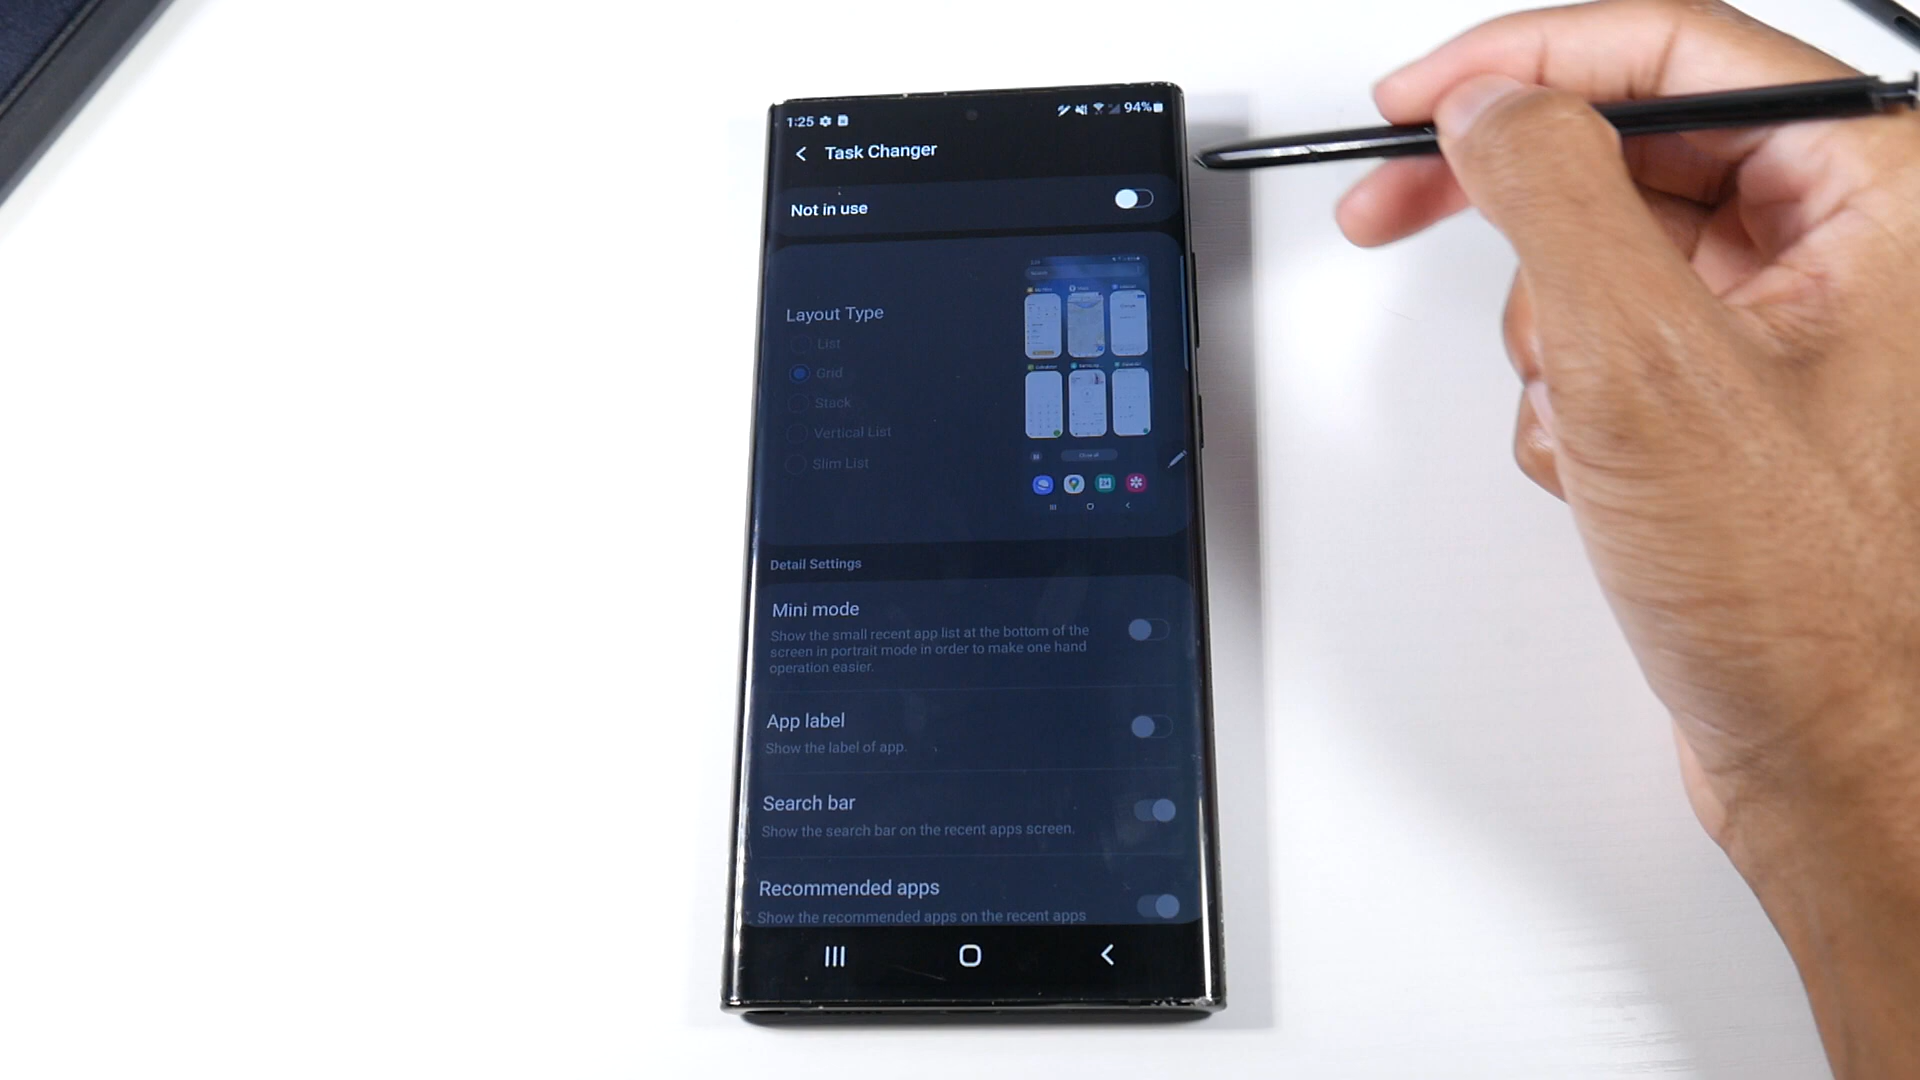 1:25
94%
Task Changer
Not in use
Layout Type
List
Grid
Stack
Vertical List
Slim List
Close all
Detail Settings
Mini mode
Show the small recent app list at the bottom of the
screen in portrait mode in order to make one hand
operation easier.
App label
Show the label of app.
Search bar
Show the search bar on the recent apps screen.
Recommended apps
Show the recommended apps on the recent apps